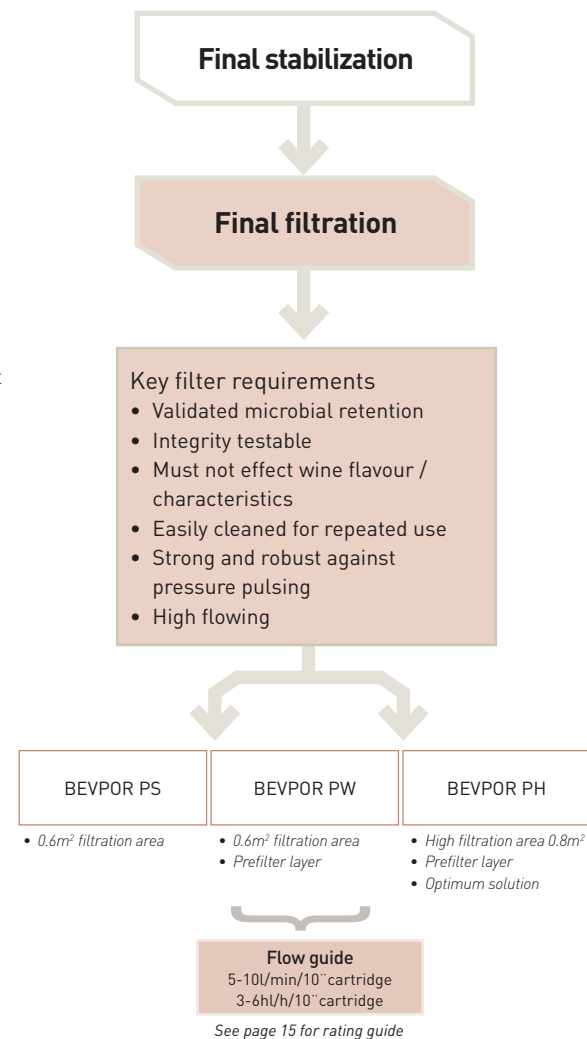 Final stabilization
Final filtration
Key filter requirements
• Validated microbial retention
• Integrity testable
• Must not effect wine flavour /
characteristics
• Easily cleaned for repeated use
• Strong and robust against
pressure pulsing
• High flowing
BEVPOR PS
• 0.6m² filtration area
BEVPOR PW
• 0.6m² filtration area
• Prefilter layer
BEVPOR PH
• High filtration area 0.8m²
• Prefilter layer
• Optimum solution
Flow guide
5-10l/min/10¨cartridge
3-6hl/h/10¨cartridge
See page 15 for rating guide